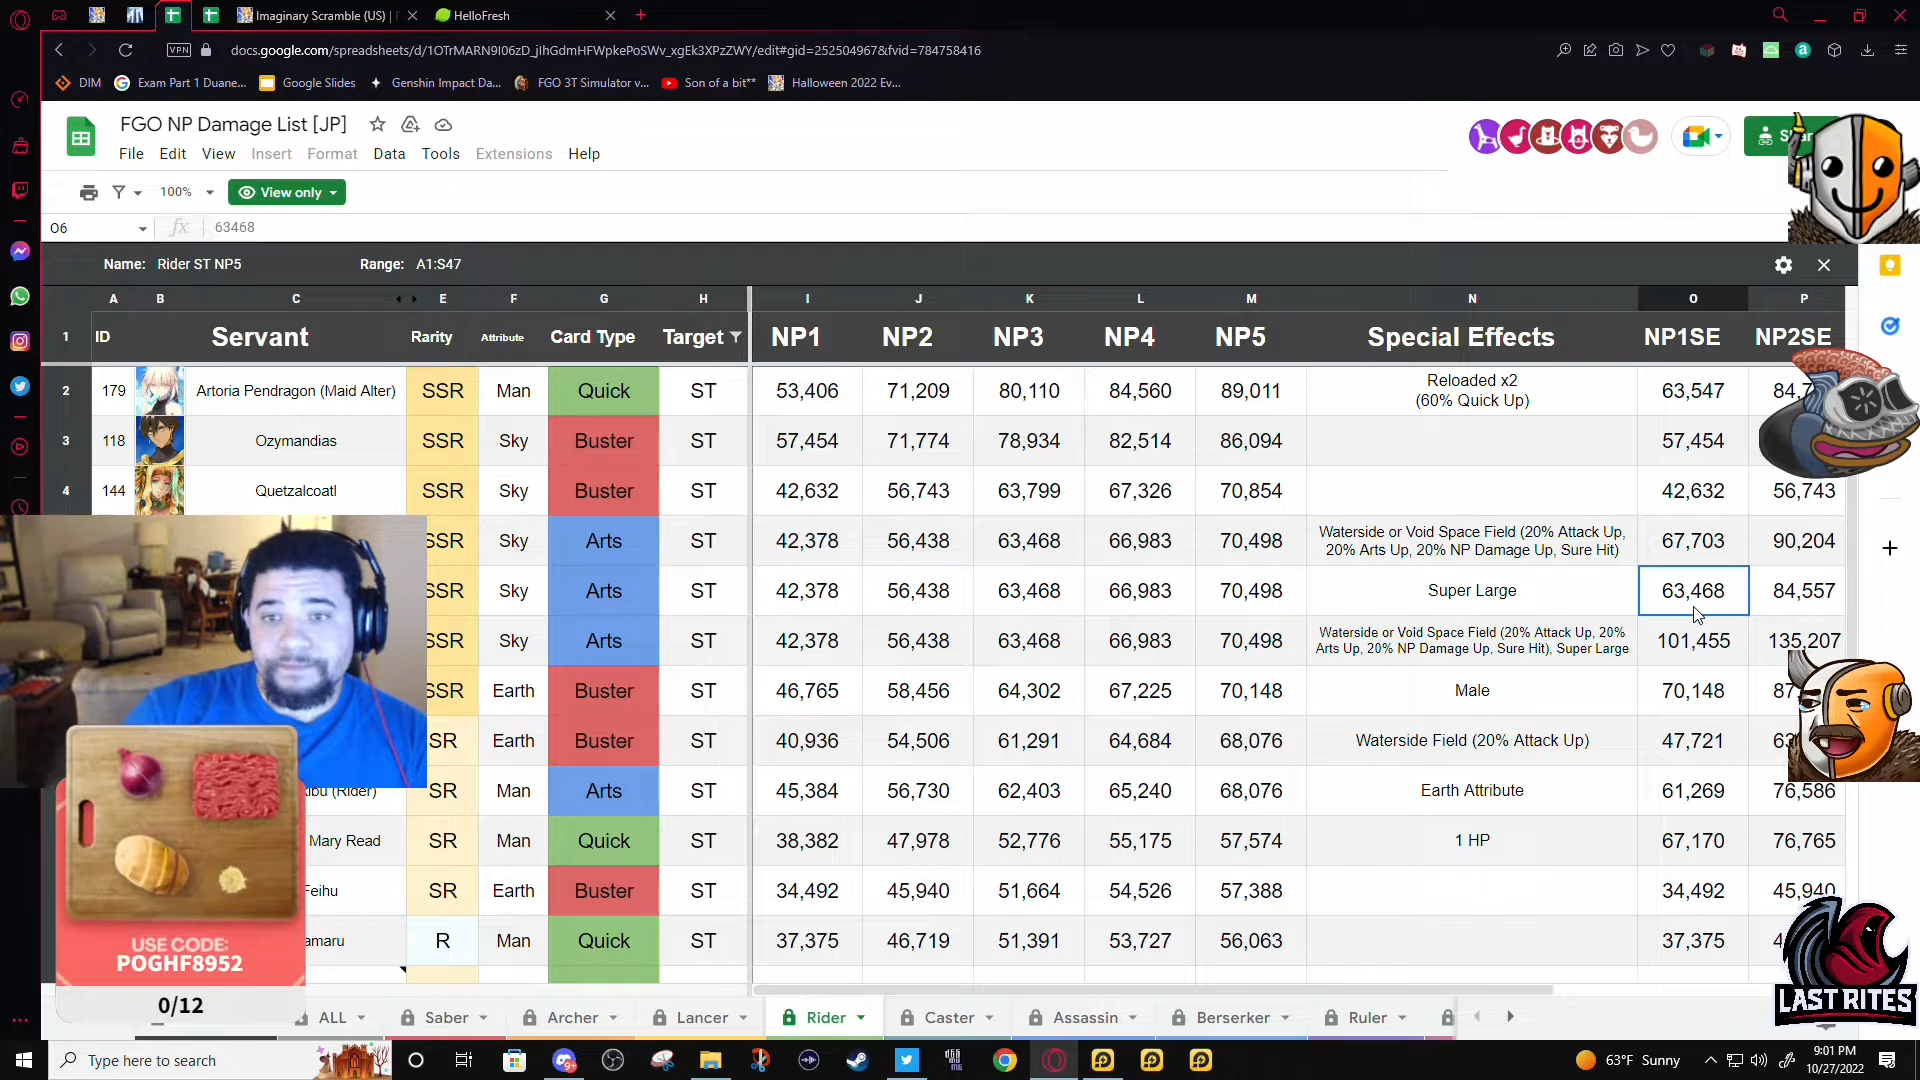 Imaginary Scramble (US) |
HelloFresh
VPN
docs.google.com/spreadsheets/d/1OTrMARN9I06zD_jIhGdmHFWpkePoSWv_xgEk3XPzZWY/edit#gid=252504967&fvid=784758416
DIM
Exam Part 1 Duane...
Google Slides
Genshin Impact Da...
FGO 3T Simulator v...
Son of a bit**
Halloween 2022 Ev...
FGO NP Damage List [JP]
File Edit View Insert Format Data Tools Extensions Help
100%
View only
O6
fx
63468
Name: Rider ST NP5 Range: A1:S47
A B C E F G H I J K L M N O P
1 ID Servant Rarity Attribute Card Type Target NP1 NP2 NP3 NP4 NP5 Special Effects NP1SE NP2SE
2 179 Artoria Pendragon (Maid Alter) SSR Man Quick ST 53,406 71,209 80,110 84,560 89,011 Reloaded x2
(60% Quick Up) 63,547
3 118 Ozymandias SSR Sky Buster ST 57,454 71,774 78,934 82,514 86,094 57,454
4 144 Quetzalcoatl SSR Sky Buster ST 42,632 56,743 63,799 67,326 70,854 42,632 56,743
SSR Sky Arts ST 42,378 56,438 63,468 66,983 70,498 Waterside or Void Space Field (20% Attack Up,
20% Arts Up, 20% NP Damage Up, Sure Hit) 67,703 90,204
SSR Sky Arts ST 42,378 56,438 63,468 66,983 70,498 Super Large 63,468 84,557
SSR Sky Arts ST 42,378 56,438 63,468 66,983 70,498 Waterside or Void Space Field (20% Attack Up, 20%
Arts Up, 20% NP Damage Up, Sure Hit), Super Large 101,455 135,207
SSR Earth Buster ST 46,765 58,456 64,302 67,225 70,148 Male 70,148
SR Earth Buster ST 40,936 54,506 61,291 64,684 68,076 Waterside Field (20% Attack Up) 47,721
(Rider) SR Man Arts ST 45,384 56,730 62,403 65,240 68,076 Earth Attribute 61,269 76,586
Mary Read SR Man Quick ST 38,382 47,978 52,776 55,175 57,574 1 HP 67,170 76,765
Feihu SR Earth Buster ST 34,492 45,940 51,664 54,526 57,388 34,492 45,940
amaru R Man Quick ST 37,375 46,719 51,391 53,727 56,063 37,375
USE CODE:
POGHF8952
0/12
LAST RITES
ALL Saber Archer Lancer Rider Caster Assassin Berserker Ruler
Type here to search
9+
63°F Sunny
9:01 PM
10/27/2022